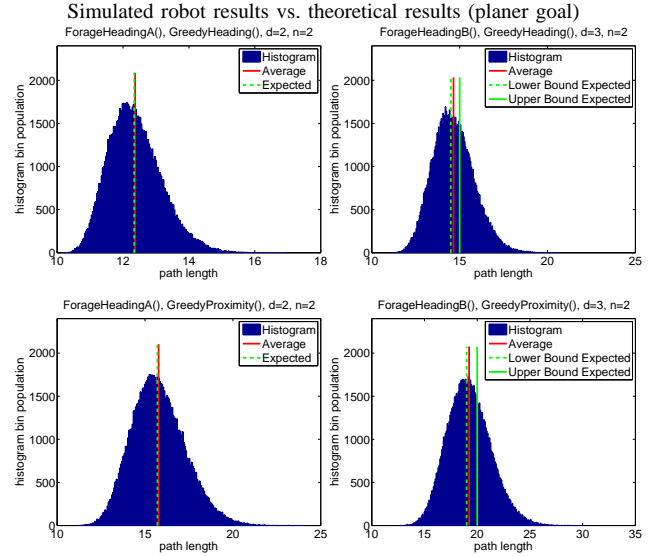 Simulated robot results vs. theoretical results (planer goal)
ForageHeadingA(), GreedyHeading(), d=2, n=2
histogram bin population
2000
1500
1000
500
0
Histogram
Average
Expected
10 12 14 16 18
path length
ForageHeadingB(), GreedyHeading(), d=3, n=2
histogram bin population
2000
1500
1000
500
0
Histogram
Average
Lower Bound Expected
Upper Bound Expected
10 15 20 25
path length
ForageHeadingA(), GreedyProximity(), d=2, n=2
histogram bin population
2000
1500
1000
500
0
Histogram
Average
Expected
10 15 20 25
path length
ForageHeadingB(), GreedyProximity(), d=3, n=2
histogram bin population
2000
1500
1000
500
0
Histogram
Average
Lower Bound Expected
Upper Bound Expected
10 15 20 25 30 35
path length